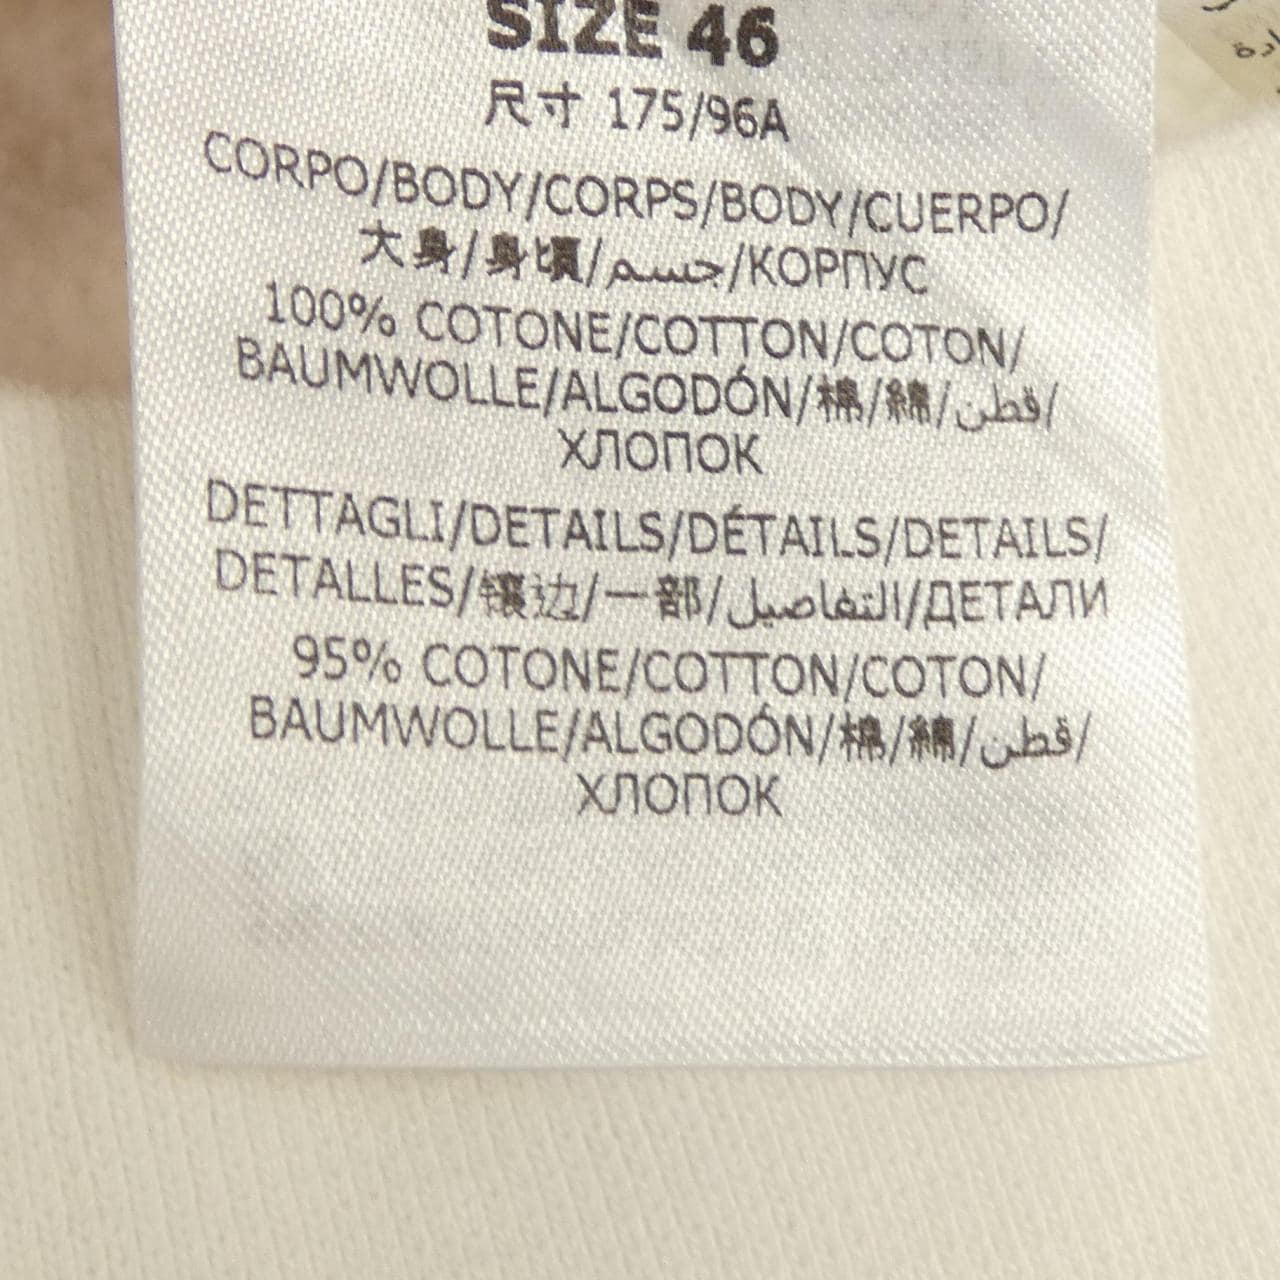 SIZE 46
尺寸 175/96A
CORPO/BODY/CORPS/BODY/CUERPO/
大身/身頃/جسم/КОРПУС
100% COTONE/COTTON/COTON/
BAUMWOLLE/ALGODÓN/棉/綿/قطن/
ХЛОПОК
DETTAGLI/DETAILS/DÉTAILS/DETAILS/
DETALLES/镶边/一部/التفاصيل/ДЕТАЛИ
95% COTONE/COTTON/COTON/
BAUMWOLLE/ALGODÓN/棉/綿/قطن/
ХЛОПОК